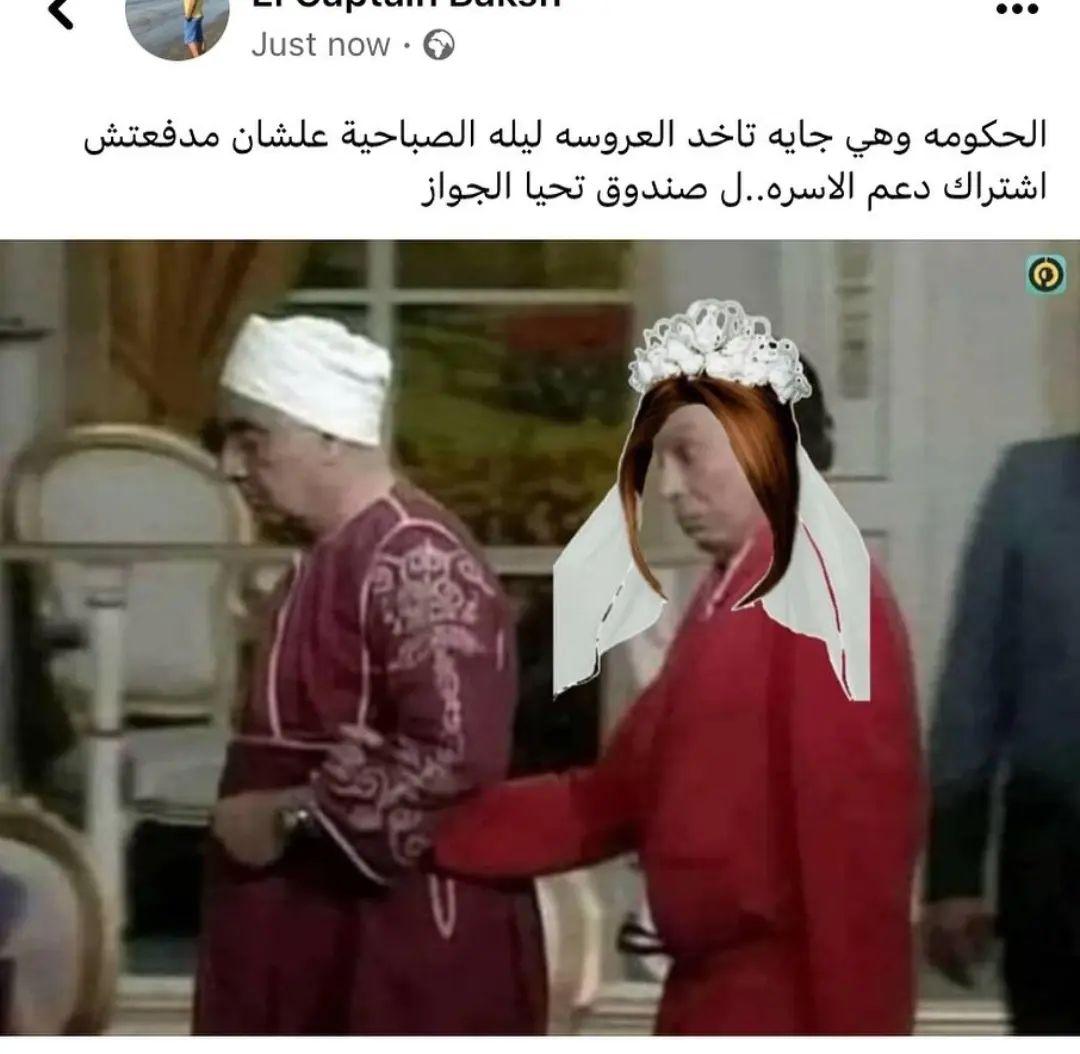 Just now ·
الحكومه وهي جايه تاخد العروسه ليله الصباحية علشان مدفعتش
اشتراك دعم الاسره..ل صندوق تحيا الجواز